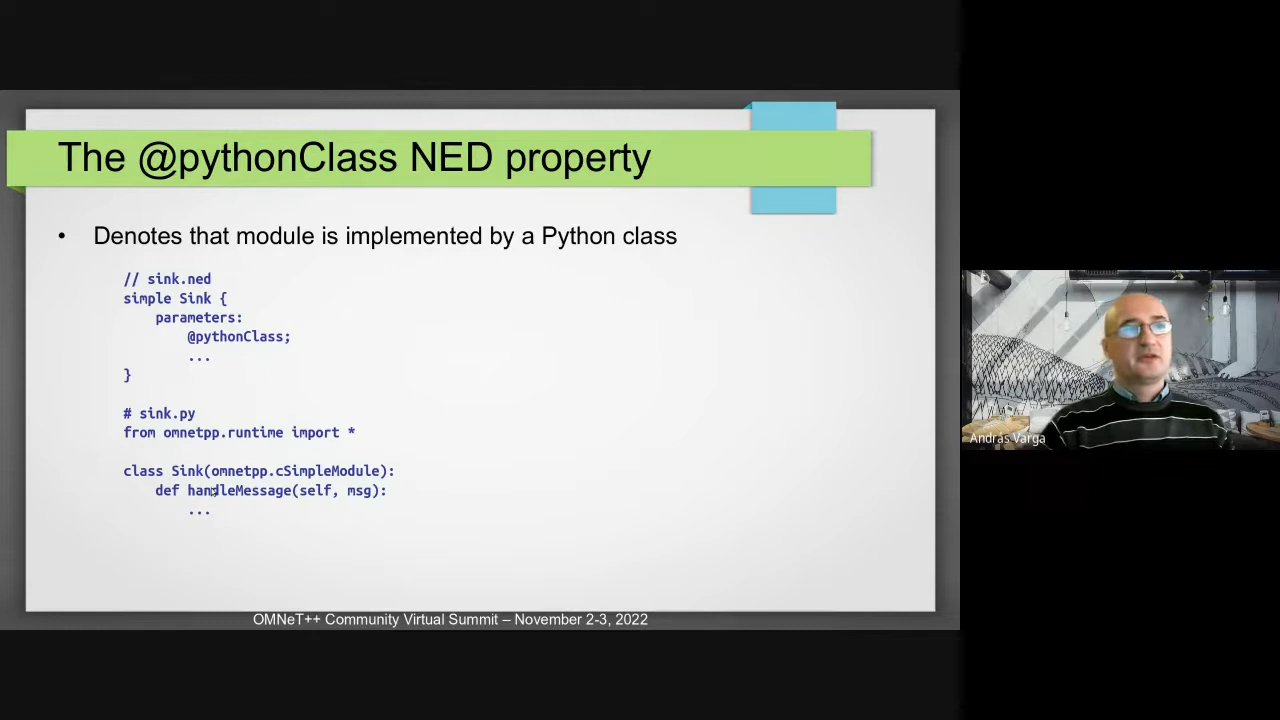 The @pythonClass NED property
• Denotes that module is implemented by a Python class
// sink.ned
simple Sink {
parameters:
@pythonClass;
...
}
# sink.py
from omnetpp.runtime import *
class Sink(omnetpp.cSimpleModule):
def handleMessage(self, msg):
...
OMNeT++ Community Virtual Summit – November 2-3, 2022
András Varga